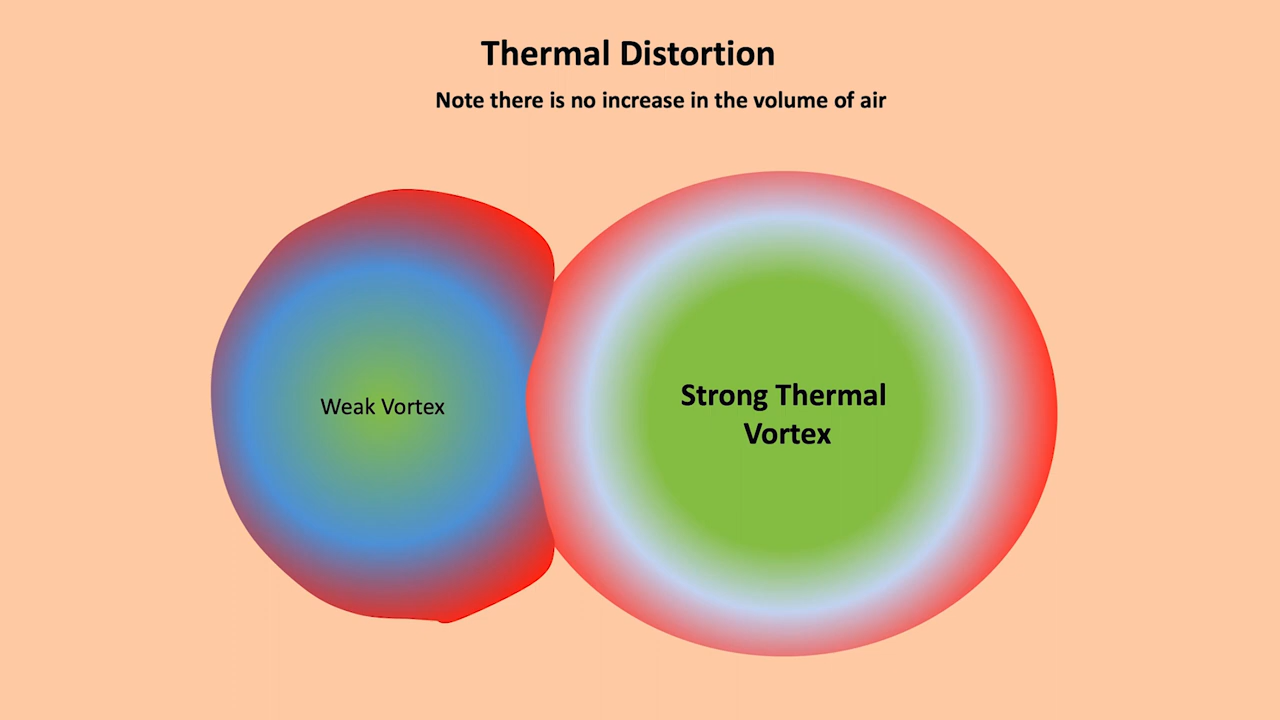 Thermal Distortion
Note there is no increase in the volume of air
Weak Vortex
Strong Thermal
Vortex